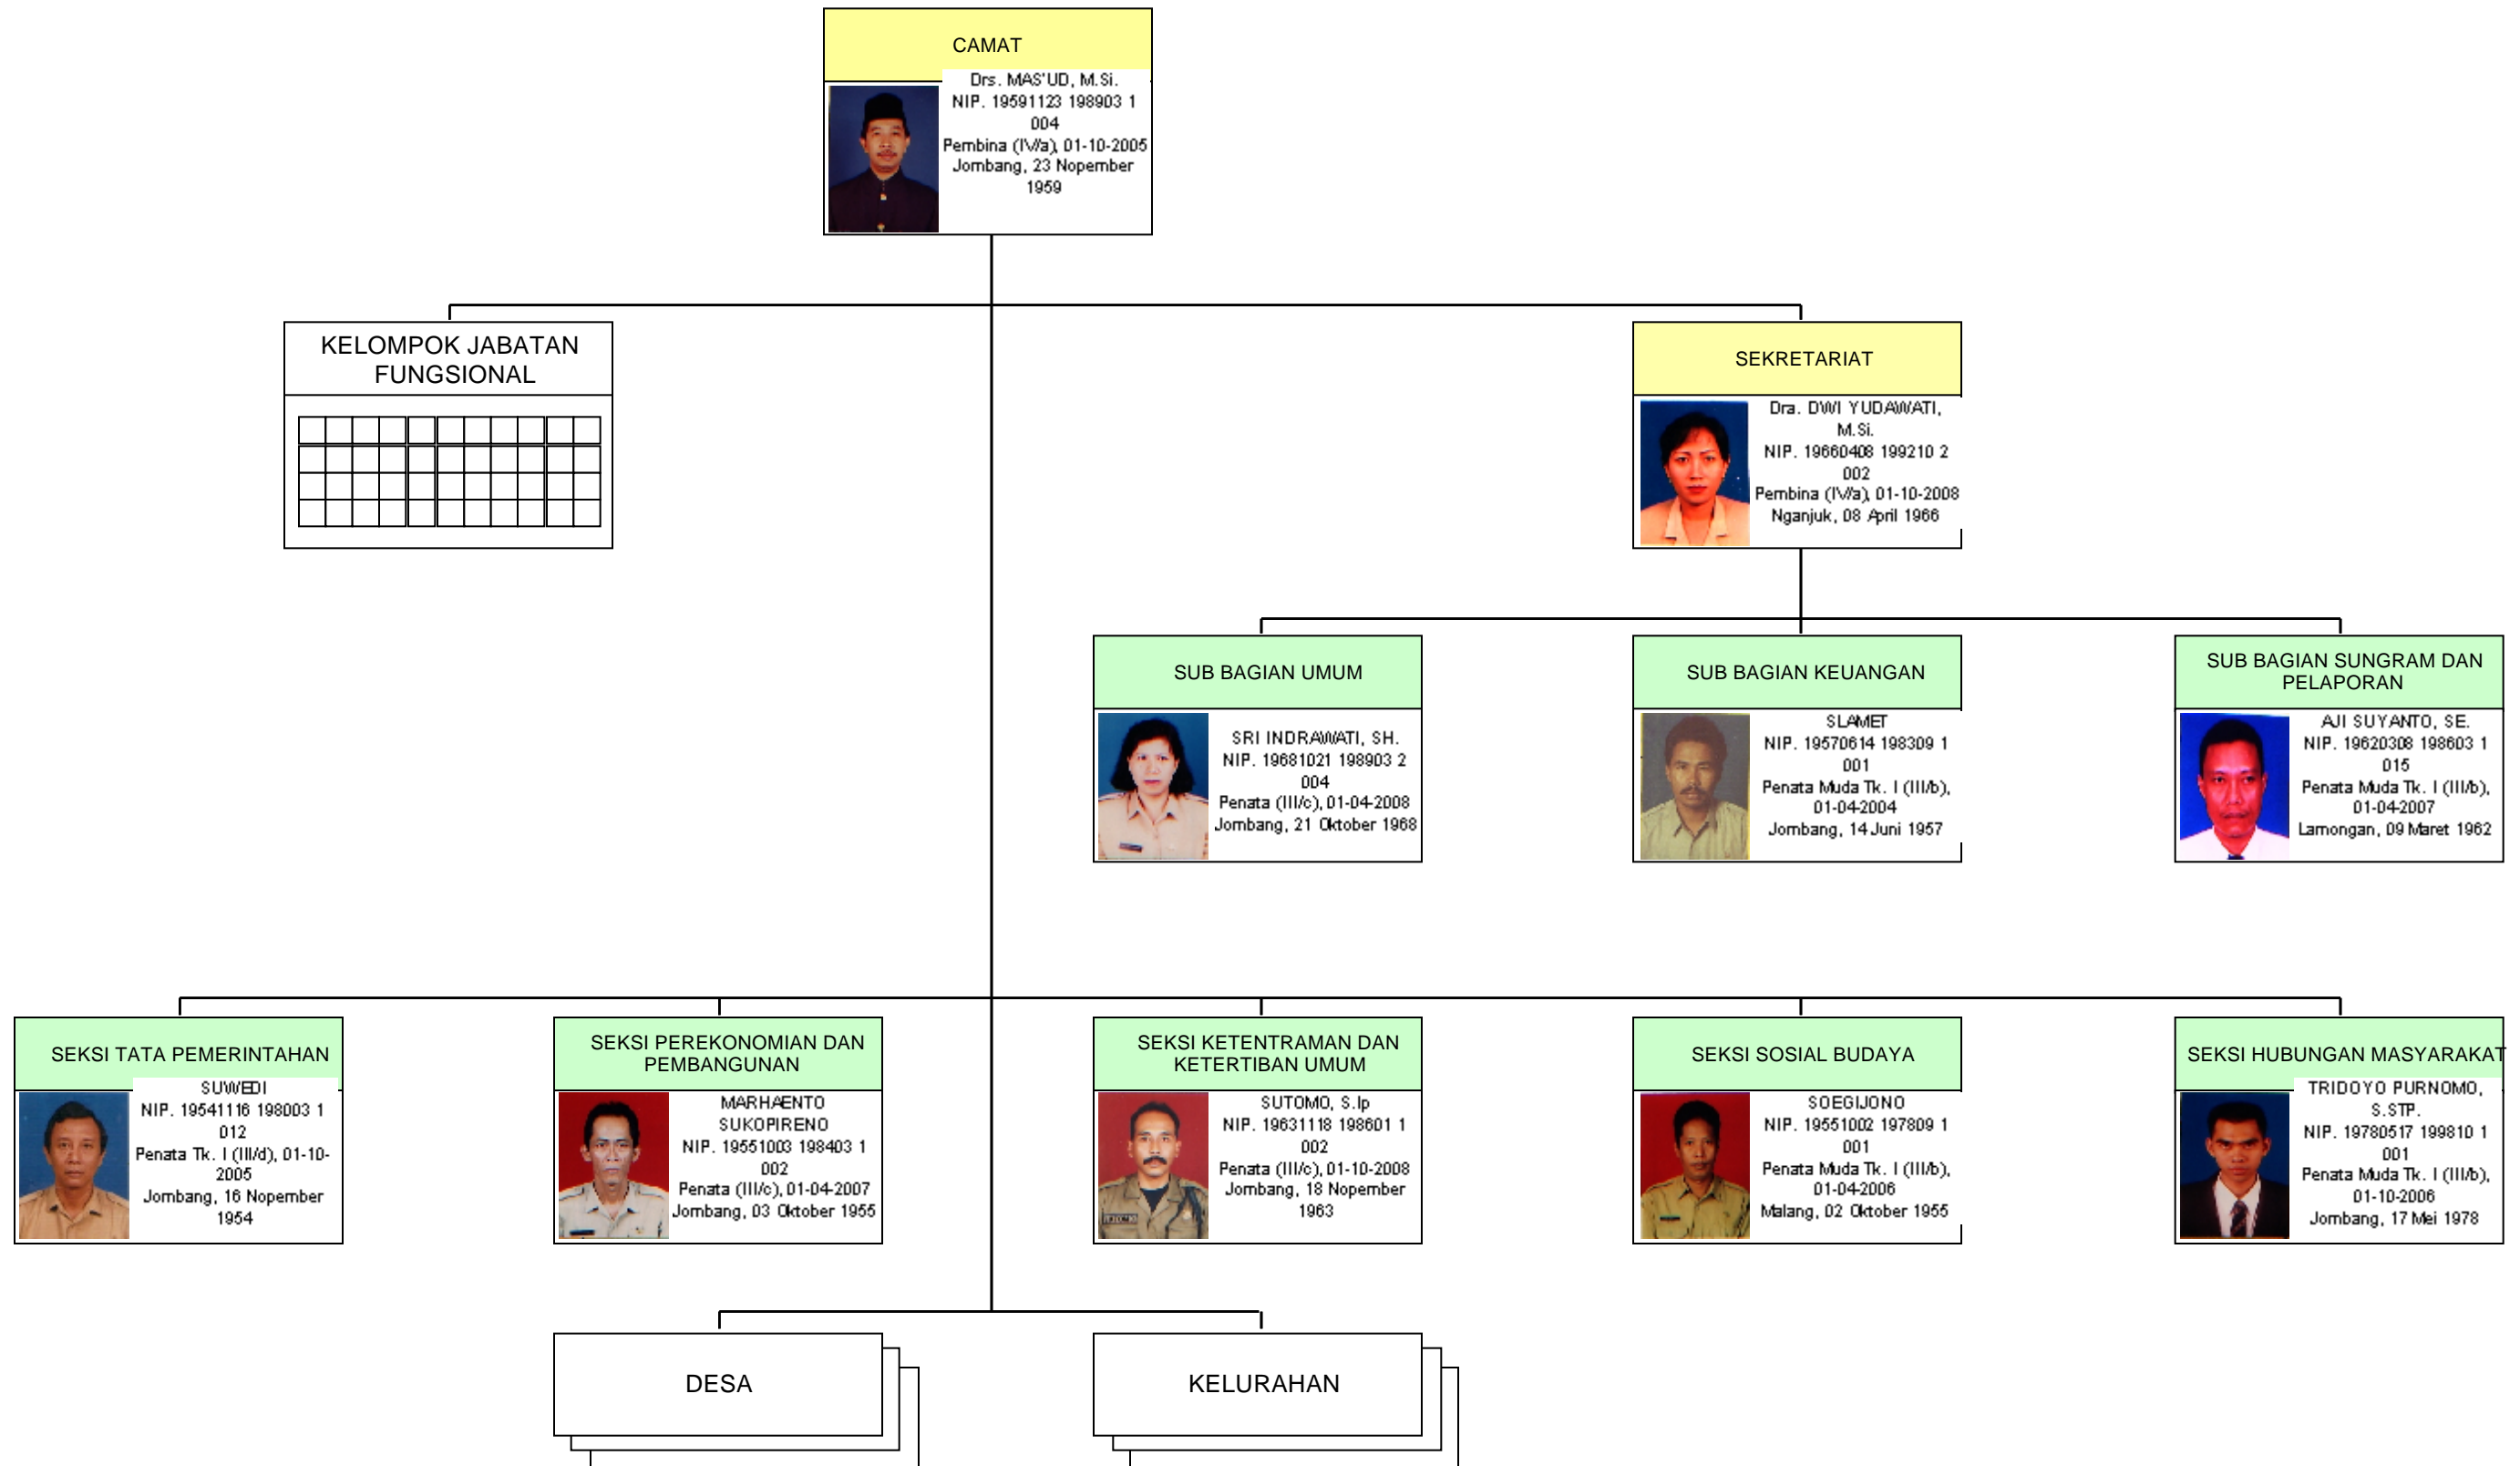 CAMAT
Drs. MAS'UD, M.Si.
NIP. 19591123 198903 1
004
Pembina (IV/a), 01-10-2005
Jombang, 23 Nopember
1959
KELOMPOK JABATAN
FUNGSIONAL
SEKRETARIAT
Dra. DWI YUDAWATI,
M.Si.
NIP. 19660408 199210 2
002
Pembina (IV/a), 01-10-2008
Nganjuk, 08 April 1966
SUB BAGIAN UMUM
SRI INDRAWATI, SH.
NIP. 19681021 198903 2
004
Penata (III/c), 01-04-2008
Jombang, 21 Oktober 1968
SUB BAGIAN KEUANGAN
SLAMET
NIP. 19570614 198309 1
001
Penata Muda Tk. I (III/b),
01-04-2004
Jombang, 14 Juni 1957
SUB BAGIAN SUNGRAM DAN
PELAPORAN
AJI SUYANTO, SE.
NIP. 19620308 198603 1
015
Penata Muda Tk. I (III/b),
01-04-2007
Lamongan, 09 Maret 1962
SEKSI TATA PEMERINTAHAN
SUWEDI
NIP. 19541116 198003 1
012
Penata Tk. I (III/d), 01-10-
2005
Jombang, 16 Nopember
1954
SEKSI PEREKONOMIAN DAN
PEMBANGUNAN
MARHAENTO
SUKOPIRENO
NIP. 19551003 198403 1
002
Penata (III/c), 01-04-2007
Jombang, 03 Oktober 1955
SEKSI KETENTRAMAN DAN
KETERTIBAN UMUM
SUTOMO, S.Ip
NIP. 19631118 198601 1
002
Penata (III/c), 01-10-2008
Jombang, 18 Nopember
1963
SUTOMO
SEKSI SOSIAL BUDAYA
SOEGIJONO
NIP. 19551002 197809 1
001
Penata Muda Tk. I (III/b),
01-04-2006
Malang, 02 Oktober 1955
SEKSI HUBUNGAN MASYARAKAT
TRIDOYO PURNOMO,
S.STP.
NIP. 19780517 199810 1
001
Penata Muda Tk. I (III/b),
01-10-2006
Jombang, 17 Mei 1978
DESA
KELURAHAN